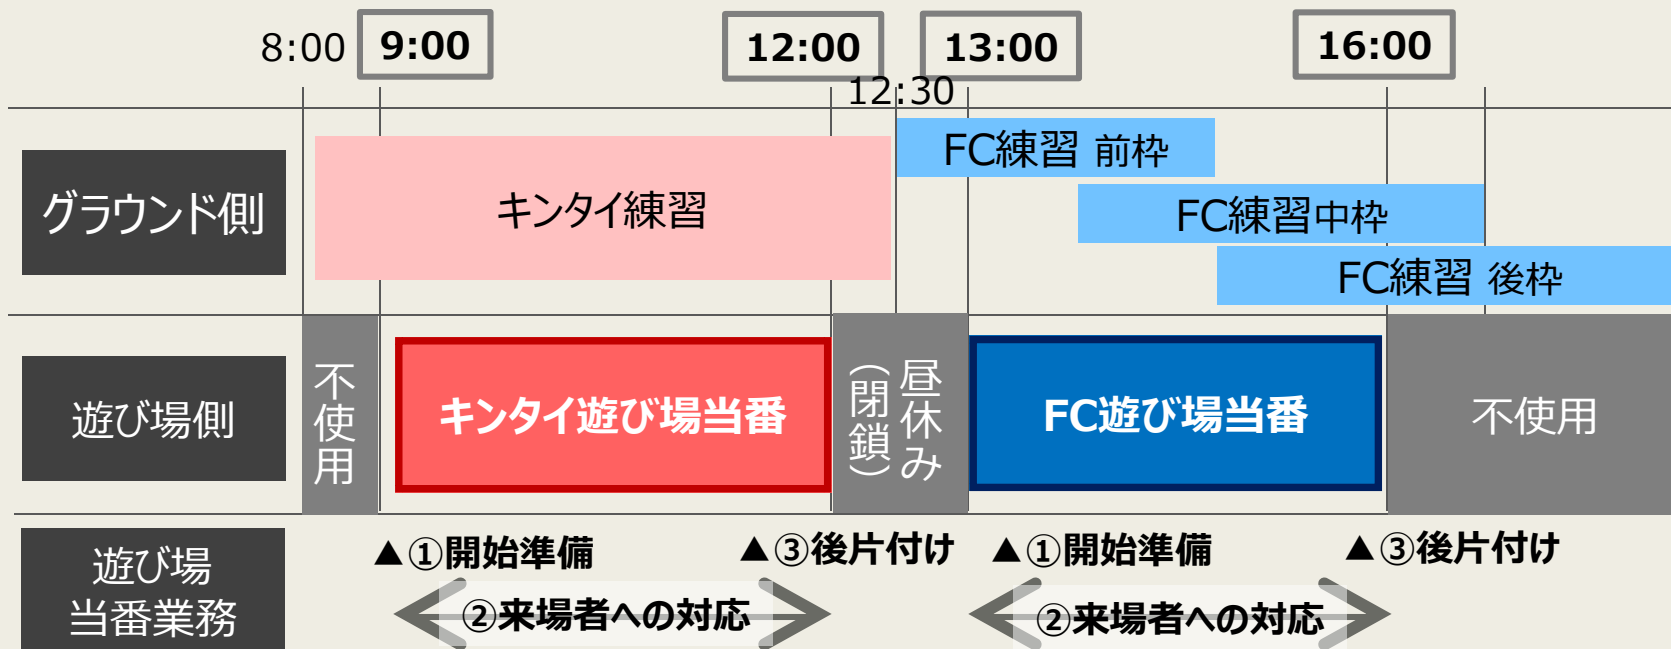 8:00
9:00
12:00
12:30
13:00
16:00
グラウンド側
キンタイ練習
FC練習 前枠
FC練習中枠
FC練習 後枠
遊び場側
不使用
キンタイ遊び場当番
昼休み
（閉鎖）
FC遊び場当番
不使用
遊び場
当番業務
▲①開始準備
▲③後片付け
▲①開始準備
▲③後片付け
②来場者への対応
②来場者への対応